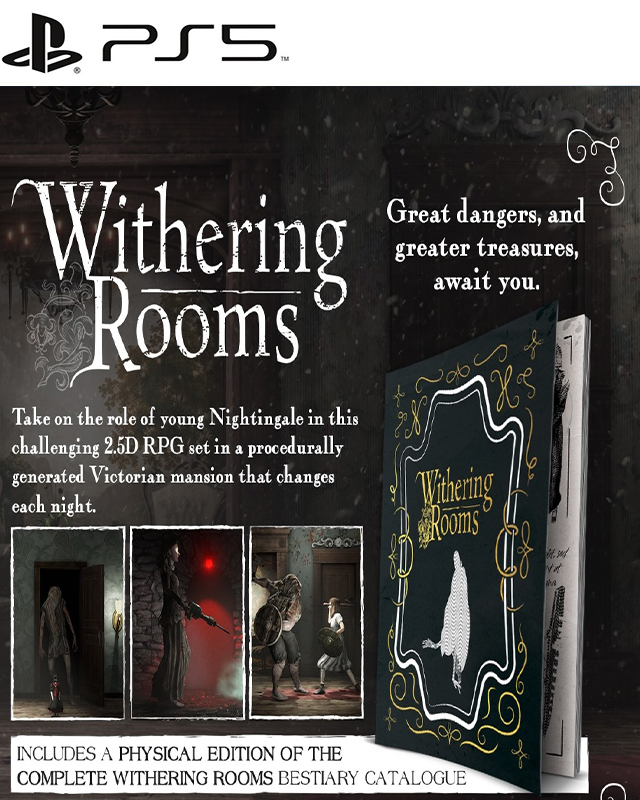 PS5
Withering
Rooms
Great dangers, and
greater treasures,
await you.
Take on the role of young Nightingale in this
challenging 2.5D RPG set in a procedurally
generated Victorian mansion that changes
each night.
Withering
Rooms
INCLUDES A PHYSICAL EDITION OF THE
COMPLETE WITHERING ROOMS BESTIARY CATALOGUE